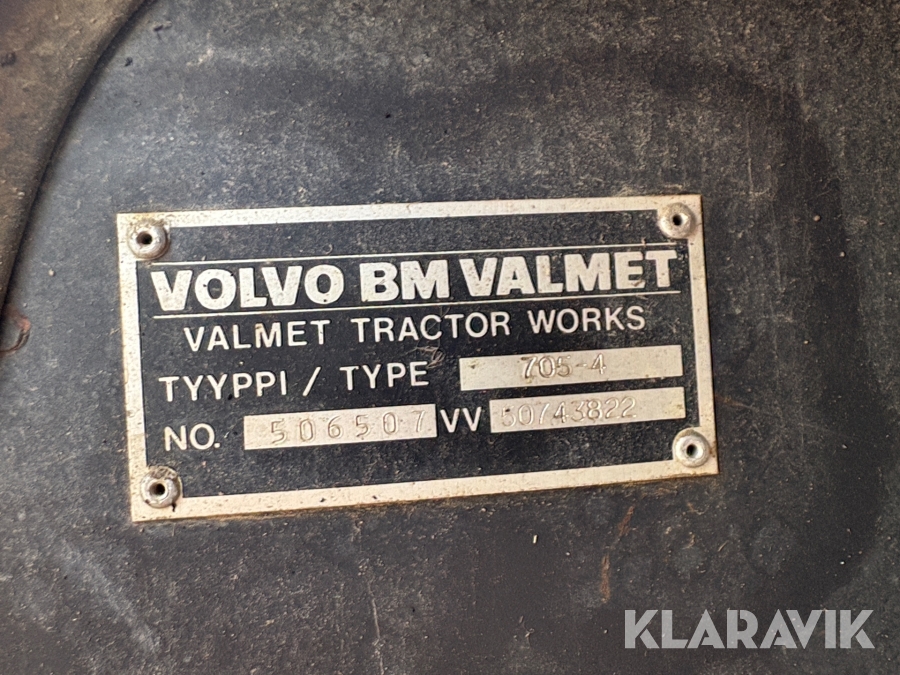 VOLVO BM VALMET
VALMET TRACTOR WORKS
TYYPPI / TYPE 705-4
NO. 506507 VV 50743822
KLARAVIK